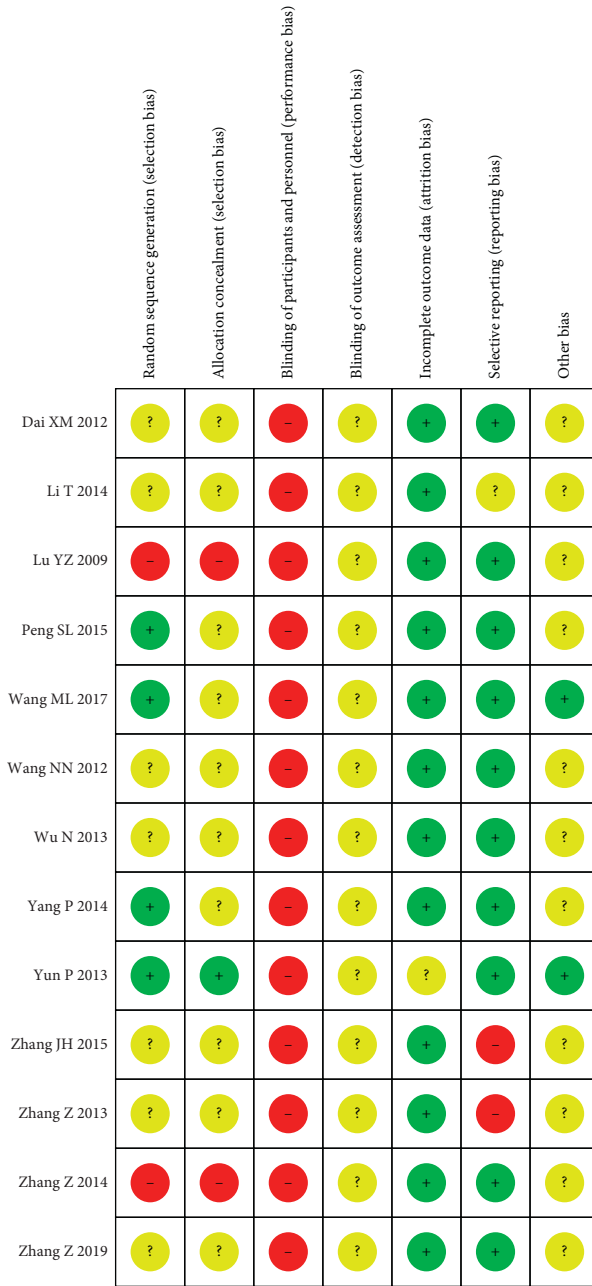 Random sequence generation (selection bias)
Allocation concealment (selection bias)
Blinding of participants and personnel (performance bias)
Blinding of outcome assessment (detection bias)
Incomplete outcome data (attrition bias)
Selective reporting (reporting bias)
Other bias
Dai XM 2012 ? ? – ? + + ?
Li T 2014 ? ? – ? + ? ?
Lu YZ 2009 – – – ? + + ?
Peng SL 2015 + ? – ? + + ?
Wang ML 2017 + ? – ? + + +
Wang NN 2012 ? ? – ? + + ?
Wu N 2013 ? ? – ? + + ?
Yang P 2014 + ? – ? + + ?
Yun P 2013 + + – ? ? + +
Zhang JH 2015 ? ? – ? + – ?
Zhang Z 2013 ? ? – ? + – ?
Zhang Z 2014 – – – ? + + ?
Zhang Z 2019 ? ? – ? + + ?